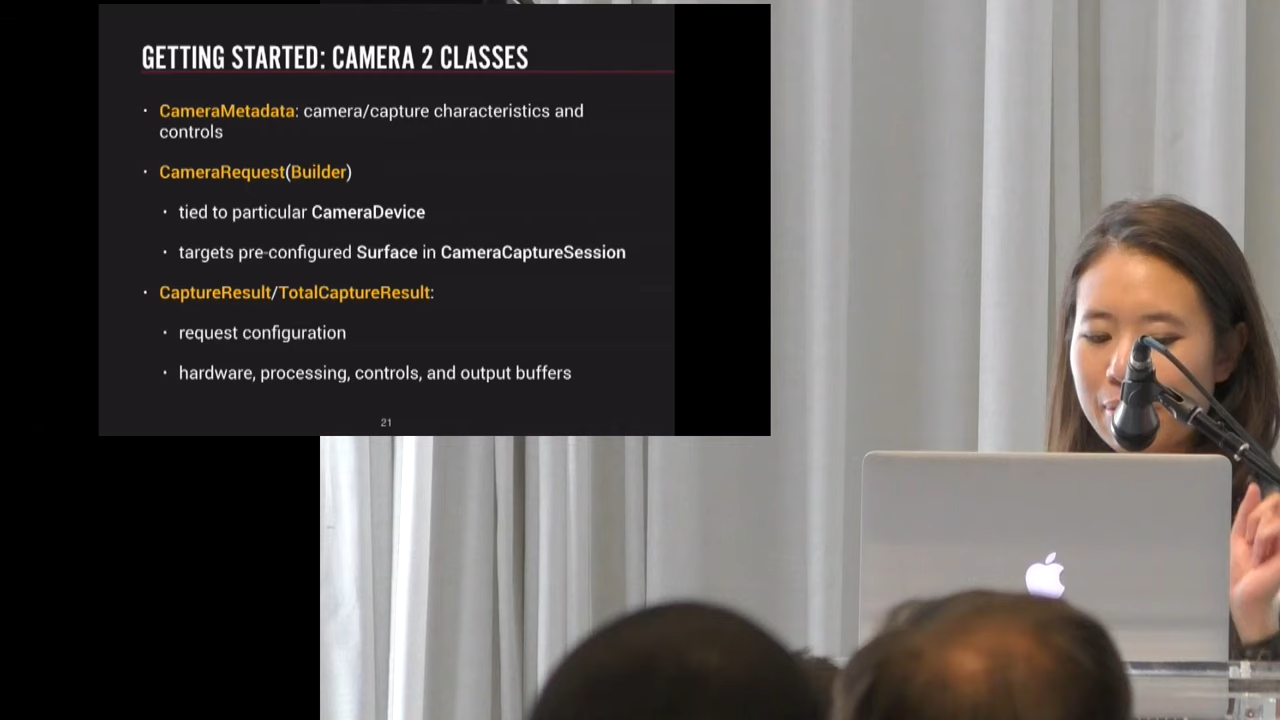 GETTING STARTED: CAMERA 2 CLASSES
· CameraMetadata: camera/capture characteristics and
controls
· CameraRequest(Builder)
· tied to particular CameraDevice
· targets pre-configured Surface in CameraCaptureSession
· CaptureResult/TotalCaptureResult:
· request configuration
· hardware, processing, controls, and output buffers
21